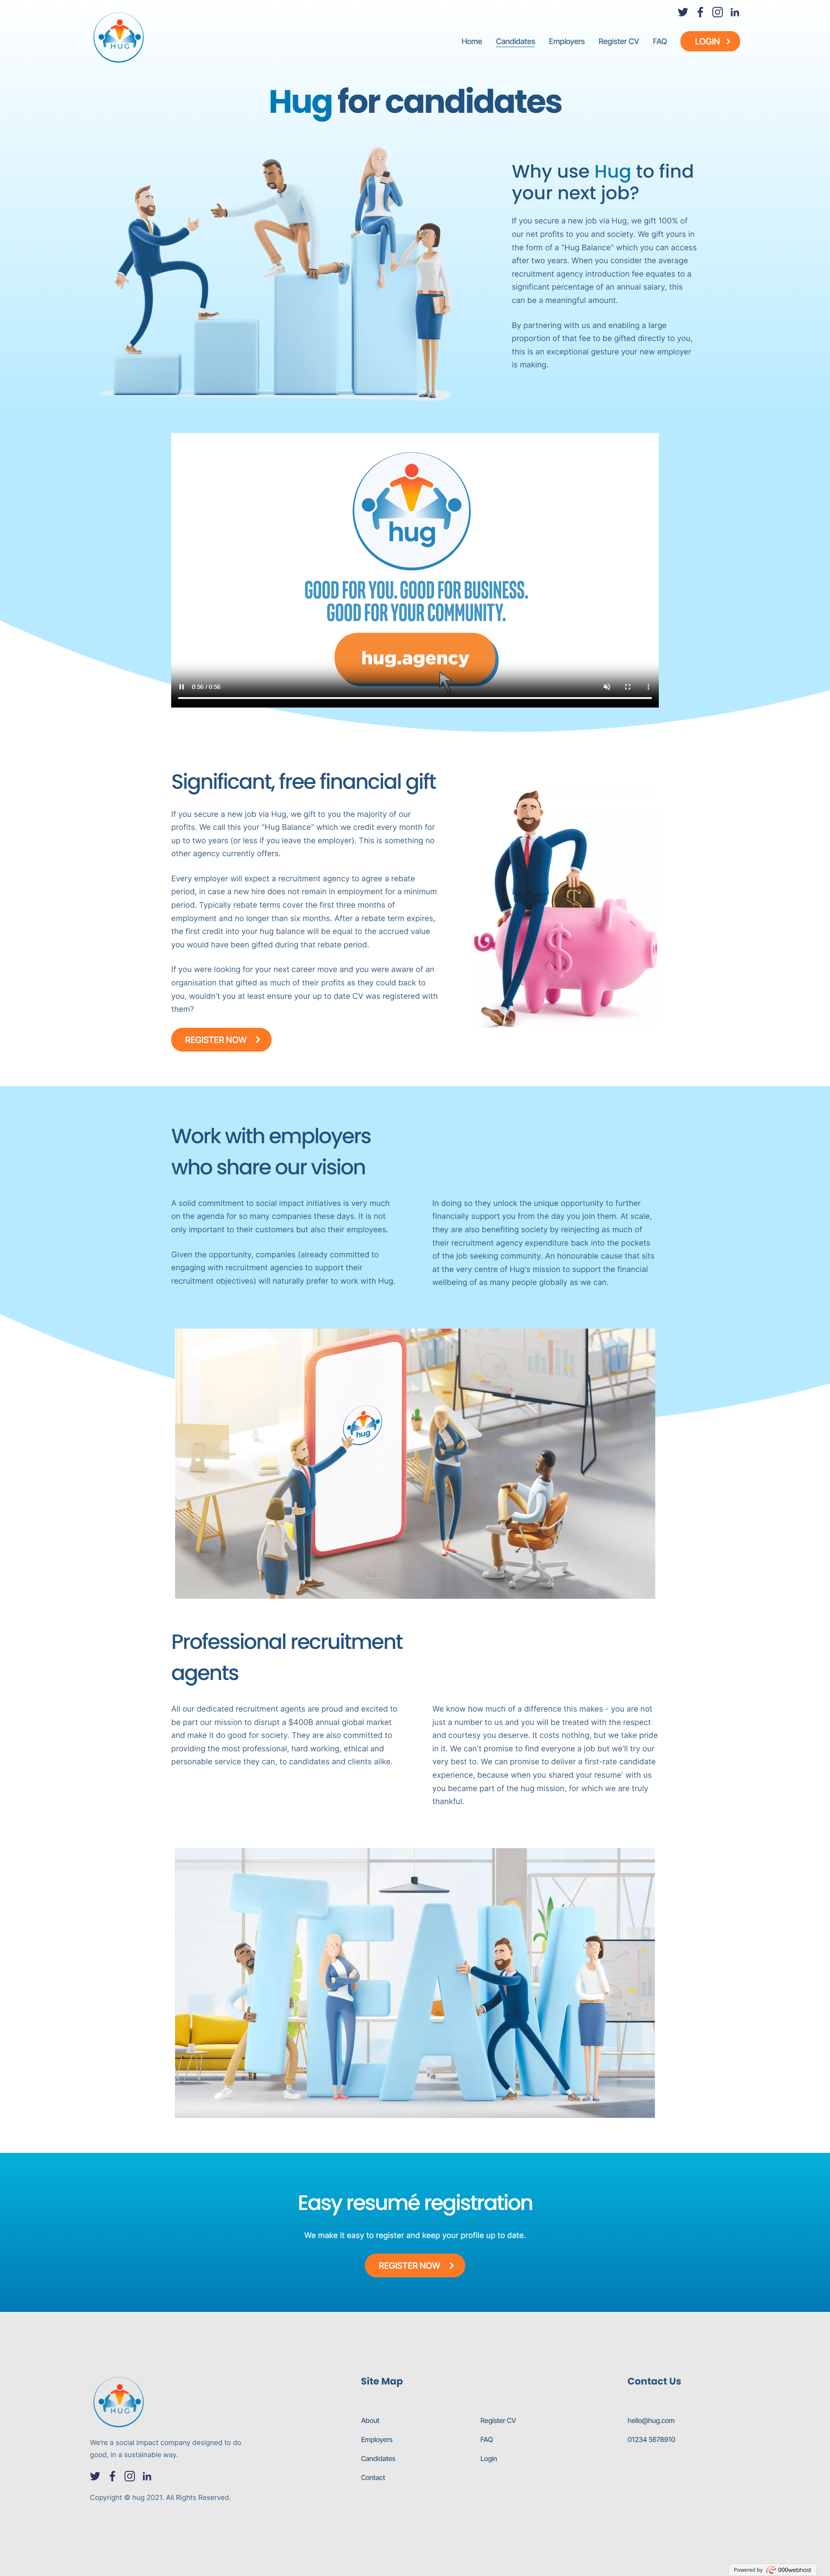 HUG
Home Candidates Employers Register CV FAQ LOGIN
Hug for candidates
Why use Hug to find
your next job?
If you secure a new job via Hug, we gift 100% of
our net profits to you and society. We gift yours in
the form of a "Hug Balance" which you can access
after two years. When you consider the average
recruitment agency introduction fee equates to a
significant percentage of an annual salary, this
can be a meaningful amount.
By partnering with us and enabling a large
proportion of that fee to be gifted directly to you,
this is an exceptional gesture your new employer
is making.
hug
GOOD FOR YOU. GOOD FOR BUSINESS.
GOOD FOR YOUR COMMUNITY.
hug.agency
0:56 / 0:56
Significant, free financial gift
If you secure a new job via Hug, we gift to you the majority of our
profits. We call this your "Hug Balance" which we credit every month for
up to two years (or less if you leave the employer). This is something no
other agency currently offers.
Every employer will expect a recruitment agency to agree a rebate
period, in case a new hire does not remain in employment for a minimum
period. Typically rebate terms cover the first three months of
employment and no longer than six months. After a rebate term expires,
the first credit into your hug balance will be equal to the accrued value
you would have been gifted during that rebate period.
If you were looking for your next career move and you were aware of an
organisation that gifted as much of their profits as they could back to
you, wouldn't you at least ensure your up to date CV was registered with
them?
REGISTER NOW
$
$
Work with employers
who share our vision
A solid commitment to social impact initiatives is very much
on the agenda for so many companies these days. It is not
only important to their customers but also their employees.
Given the opportunity, companies (already committed to
engaging with recruitment agencies to support their
recruitment objectives) will naturally prefer to work with Hug.
In doing so they unlock the unique opportunity to further
financially support you from the day you join them. At scale,
they are also benefiting society by reinjecting as much of
their recruitment agency expenditure back into the pockets
of the job seeking community. An honourable cause that sits
at the very centre of Hug's mission to support the financial
wellbeing of as many people globally as we can.
hug
Professional recruitment
agents
All our dedicated recruitment agents are proud and excited to
be part our mission to disrupt a $400B annual global market
and make it do good for society. They are also committed to
providing the most professional, hard working, ethical and
personable service they can, to candidates and clients alike.
We know how much of a difference this makes - you are not
just a number to us and you will be treated with the respect
and courtesy you deserve. It costs nothing, but we take pride
in it. We can't promise to find everyone a job but we'll try our
very best to. We can promise to deliver a first-rate candidate
experience, because when you shared your resume' with us
you became part of the hug mission, for which we are truly
thankful.
TEAM
Easy resumé registration
We make it easy to register and keep your profile up to date.
REGISTER NOW
HUG
We're a social impact company designed to do
good, in a sustainable way.
Copyright © hug 2021. All Rights Reserved.
Site Map
About
Employers
Candidates
Contact
Register CV
FAQ
Login
Contact Us
hello@hug.com
01234 5678910
Powered by 000webhost